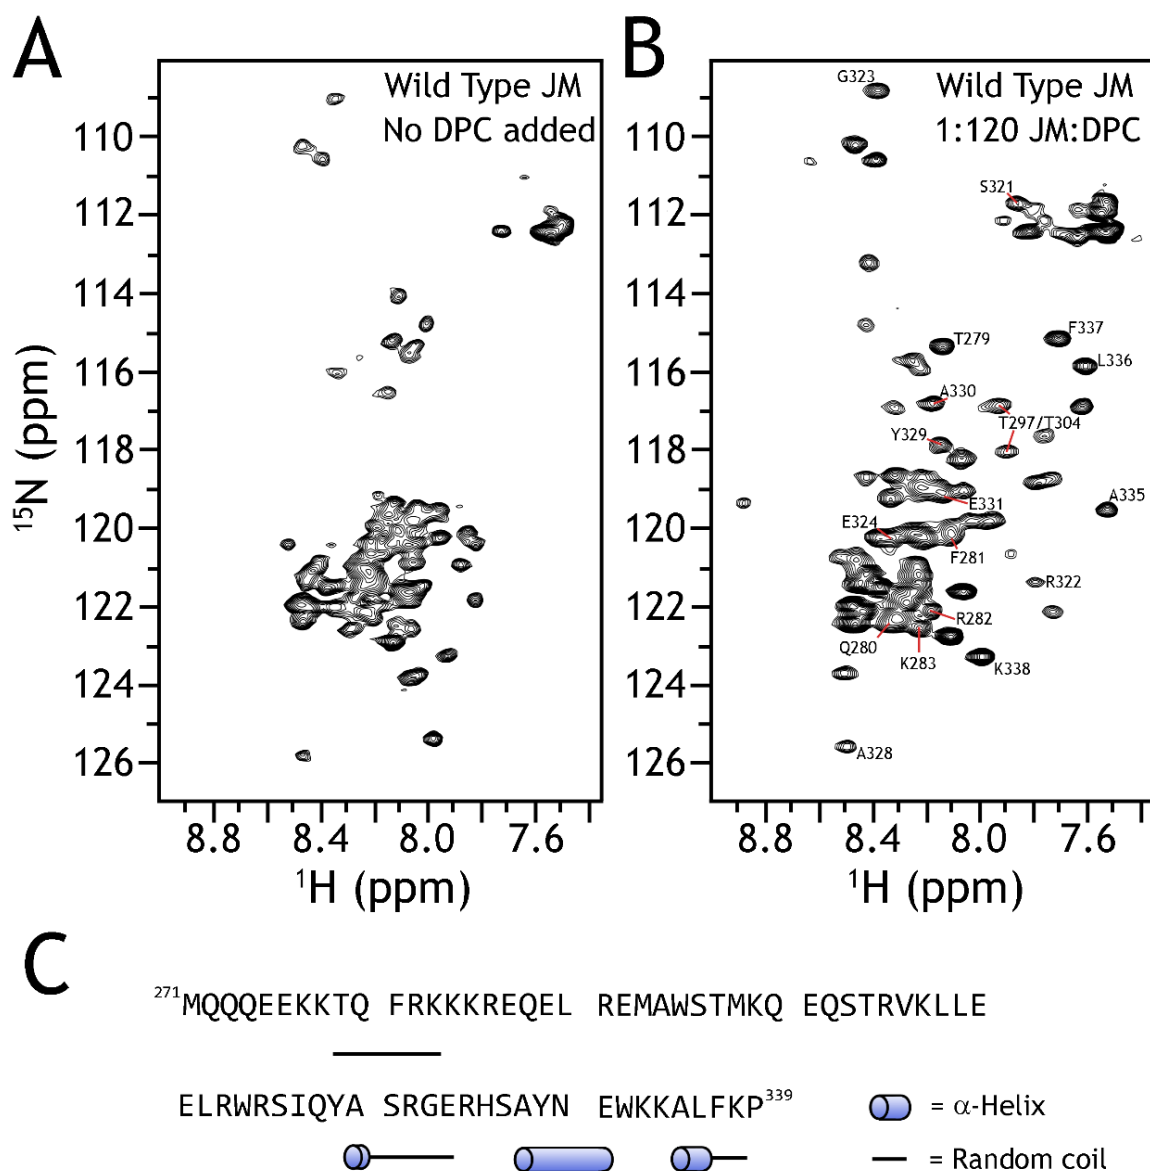 A
Wild Type JM
No DPC added
110
112
114
116
118
120
122
124
126
15N (ppm)
8.8 8.4 8.0 7.6
1H (ppm)
B
Wild Type JM
1:120 JM:DPC
G323
S321
T279
F337
L336
A330
T297/T304
Y329
E331
A335
E324
F281
R322
R282
Q280
K283
K338
A328
110
112
114
116
118
120
122
124
126
8.8 8.4 8.0 7.6
1H (ppm)
C
271MQQQEEKKTQ FRKKKREQEL REMAWSTMKQ EQSTRVKLLE
ELRWRSIQYA SRGERHSAYN EWKKALFKP339
= α-Helix
= Random coil